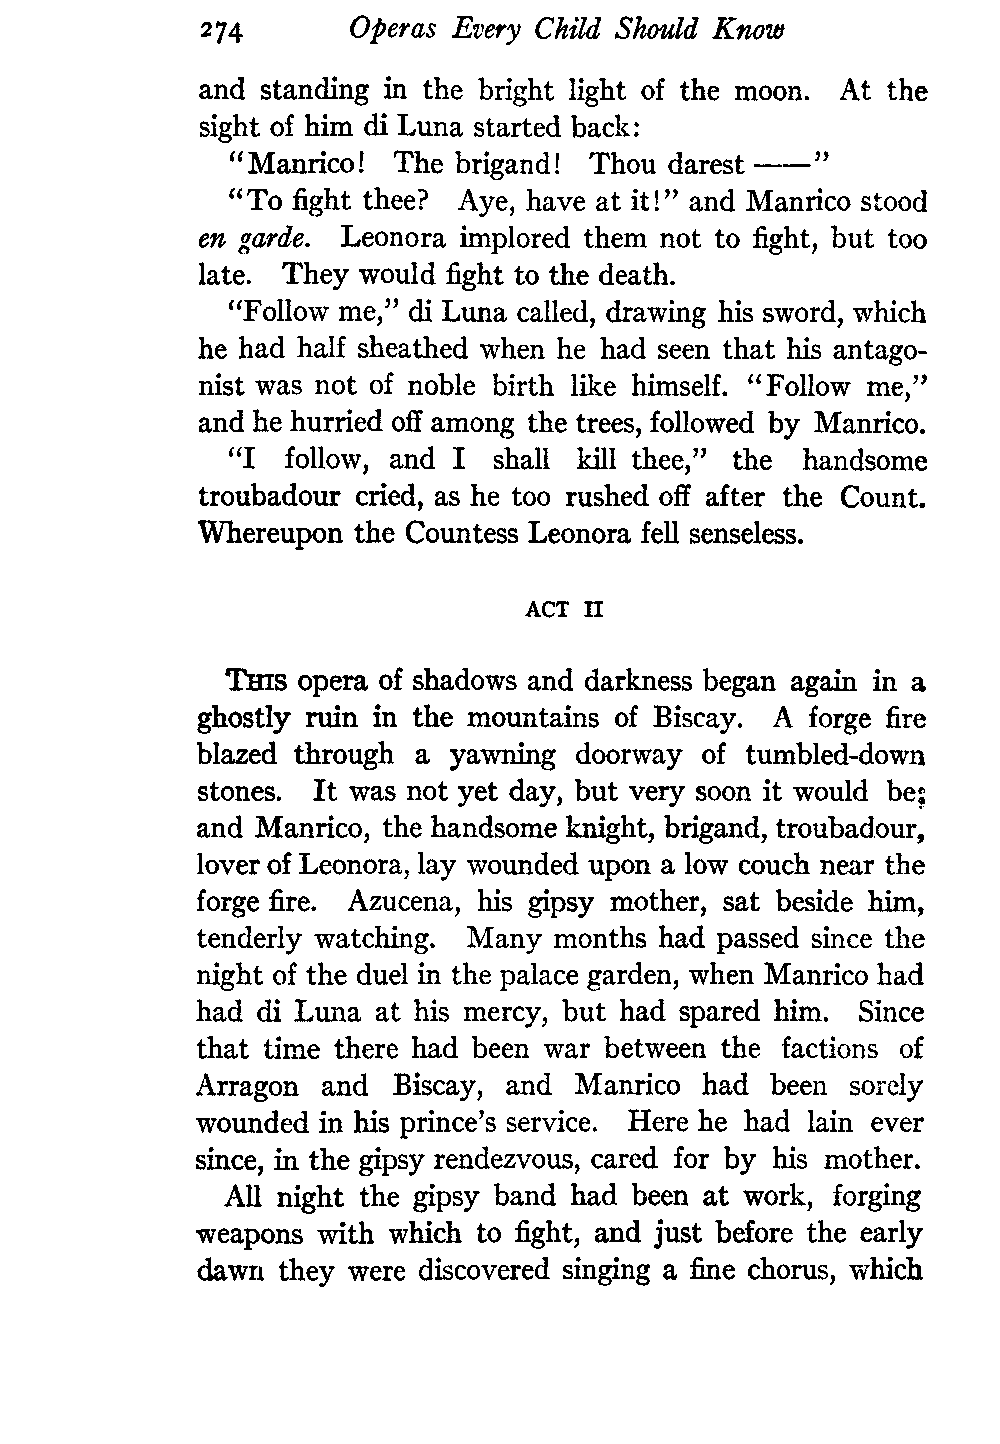 274 Operas Every Child Should Know
and standing in the bright light of the moon. At the
sight of him di Luna started back:
"Manrico! The brigand! Thou darest ——"
"To fight thee? Aye, have at it!" and Manrico stood
en garde. Leonora implored them not to fight, but too
late. They would fight to the death.
"Follow me," di Luna called, drawing his sword, which
he had half sheathed when he had seen that his antago-
nist was not of noble birth like himself. "Follow me,"
and he hurried off among the trees, followed by Manrico.
"I follow, and I shall kill thee," the handsome
troubadour cried, as he too rushed off after the Count.
Whereupon the Countess Leonora fell senseless.
ACT II
THIS opera of shadows and darkness began again in a
ghostly ruin in the mountains of Biscay. A forge fire
blazed through a yawning doorway of tumbled-down
stones. It was not yet day, but very soon it would be;
and Manrico, the handsome knight, brigand, troubadour,
lover of Leonora, lay wounded upon a low couch near the
forge fire. Azucena, his gipsy mother, sat beside him,
tenderly watching. Many months had passed since the
night of the duel in the palace garden, when Manrico had
had di Luna at his mercy, but had spared him. Since
that time there had been war between the factions of
Arragon and Biscay, and Manrico had been sorely
wounded in his prince's service. Here he had lain ever
since, in the gipsy rendezvous, cared for by his mother.
All night the gipsy band had been at work, forging
weapons with which to fight, and just before the early
dawn they were discovered singing a fine chorus, which